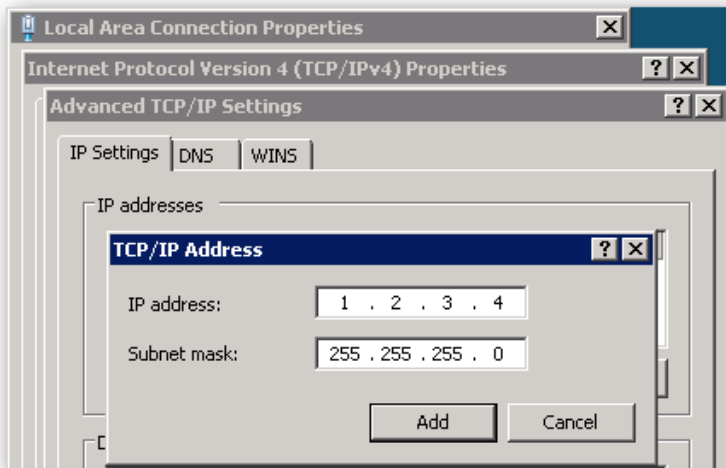 Local Area Connection Properties
Internet Protocol Version 4 (TCP/IPv4) Properties
Advanced TCP/IP Settings
IP Settings DNS WINS
IP addresses
TCP/IP Address
IP address: 1 . 2 . 3 . 4
Subnet mask: 255 . 255 . 255 . 0
Add Cancel